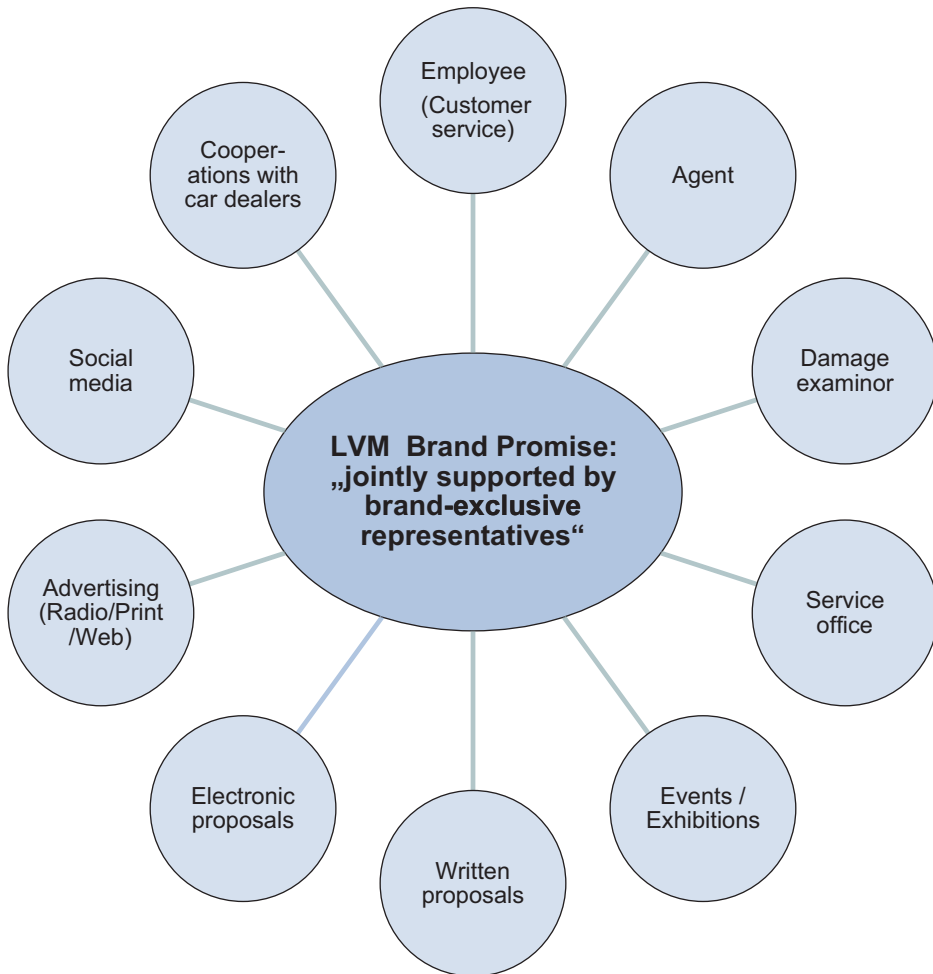 Employee
(Customer
service)
Agent
Damage
examinor
Service
office
Events /
Exhibitions
Written
proposals
Electronic
proposals
Advertising
(Radio/Print
/Web)
Social
media
Cooper-
ations with
car dealers
LVM Brand Promise:
„jointly supported by
brand-exclusive
representatives“